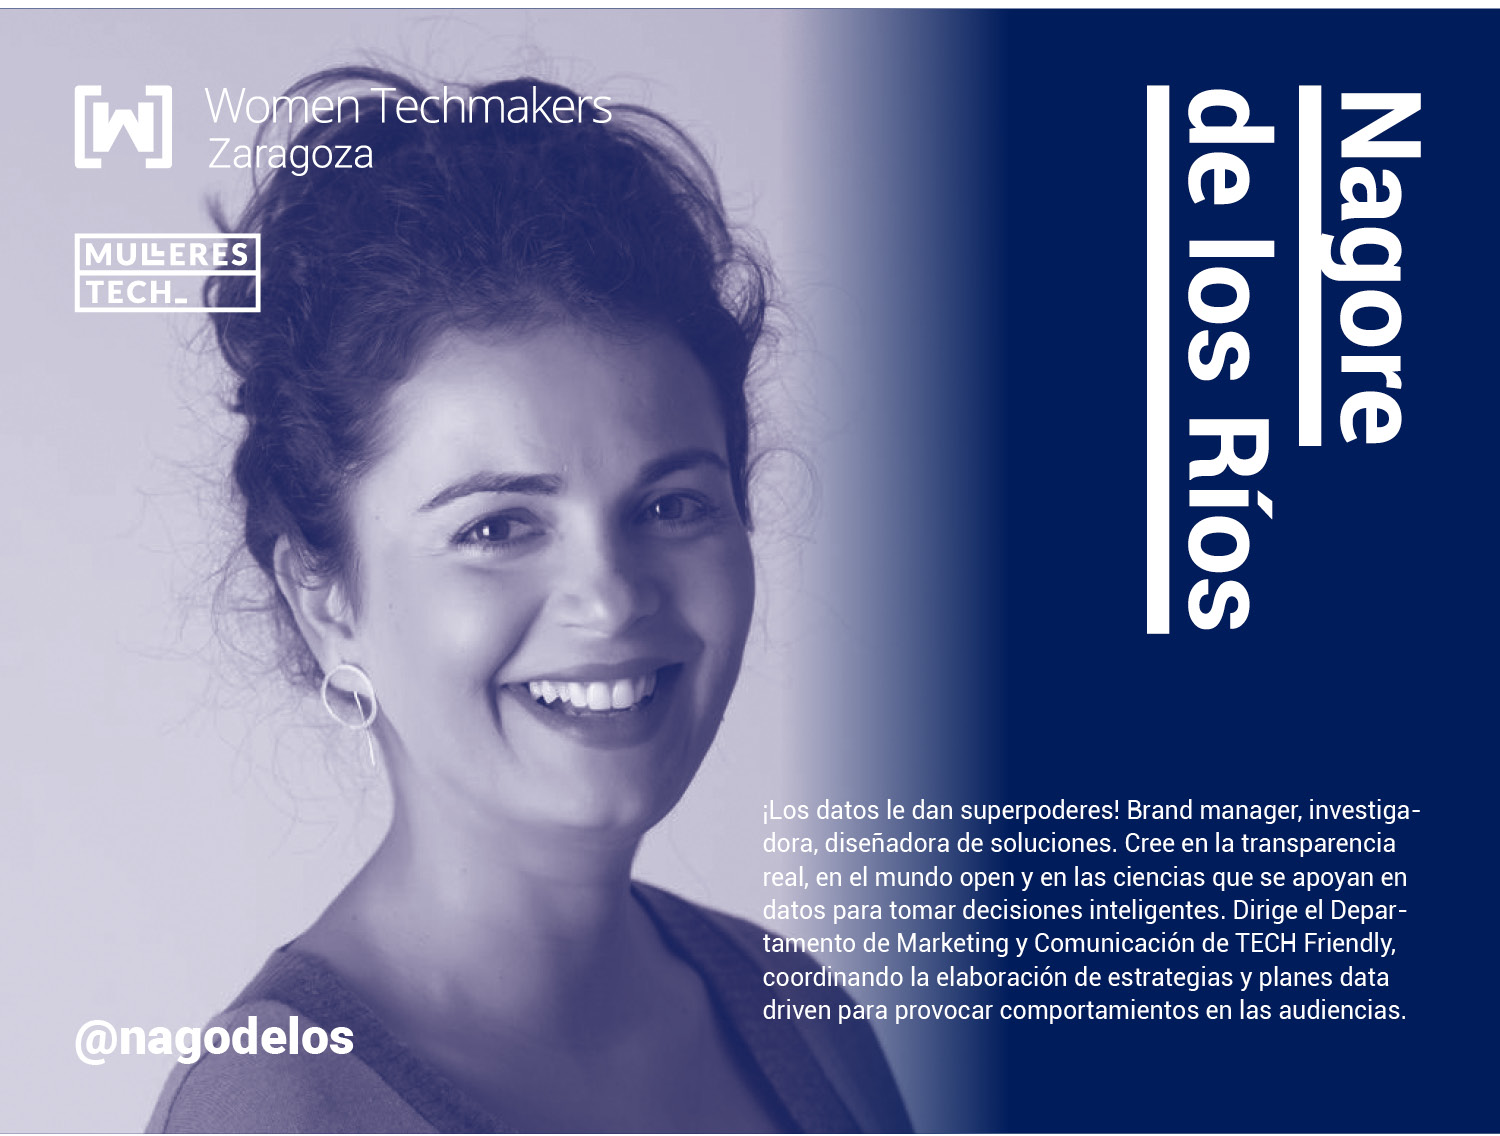 Women Techmakers
Zaragoza
MUJERES
TECH_
Nagore
de los Ríos
¡Los datos le dan superpoderes! Brand manager, investiga-
dora, diseñadora de soluciones. Cree en la transparencia
real, en el mundo open y en las ciencias que se apoyan en
datos para tomar decisiones inteligentes. Dirige el Depar-
tamento de Marketing y Comunicación de TECH Friendly,
coordinando la elaboración de estrategias y planes data
driven para provocar comportamientos en las audiencias.
@nagodelos